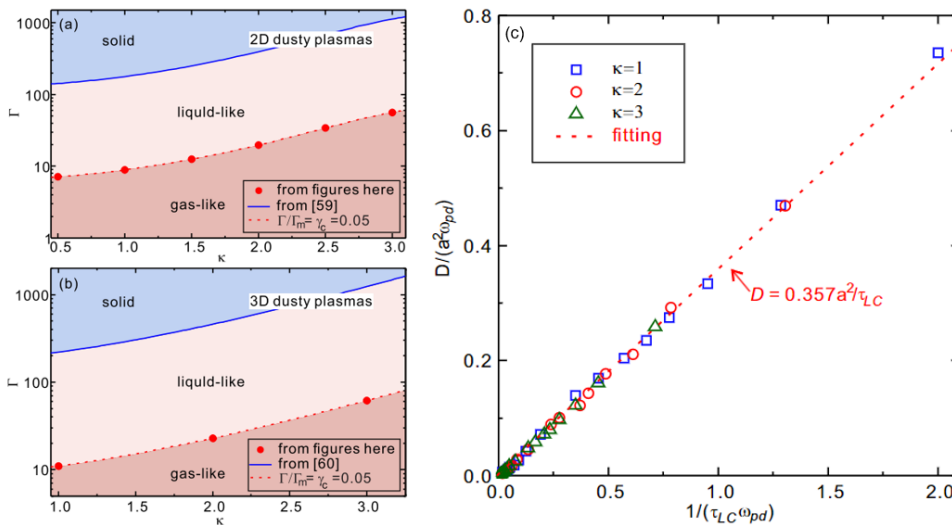 (a)
1000
100
10
1
Γ
solid
2D dusty plasmas
liquld-like
gas-like
from figures here
from [59]
Γ/Γm= γc =0.05
0.5 1.0 1.5 2.0 2.5 3.0
κ
(b)
1000
100
10
Γ
solid
3D dusty plasmas
liquld-like
gas-like
from figures here
from [60]
Γ/Γm= γc =0.05
1.0 1.5 2.0 2.5 3.0
κ
(c)
κ=1
κ=2
κ=3
fitting
D = 0.357a²/τLC
0.8
0.6
0.4
0.2
0.0
D/(a²ωpd)
0.0 0.5 1.0 1.5 2.0
1/(τLCωpd)